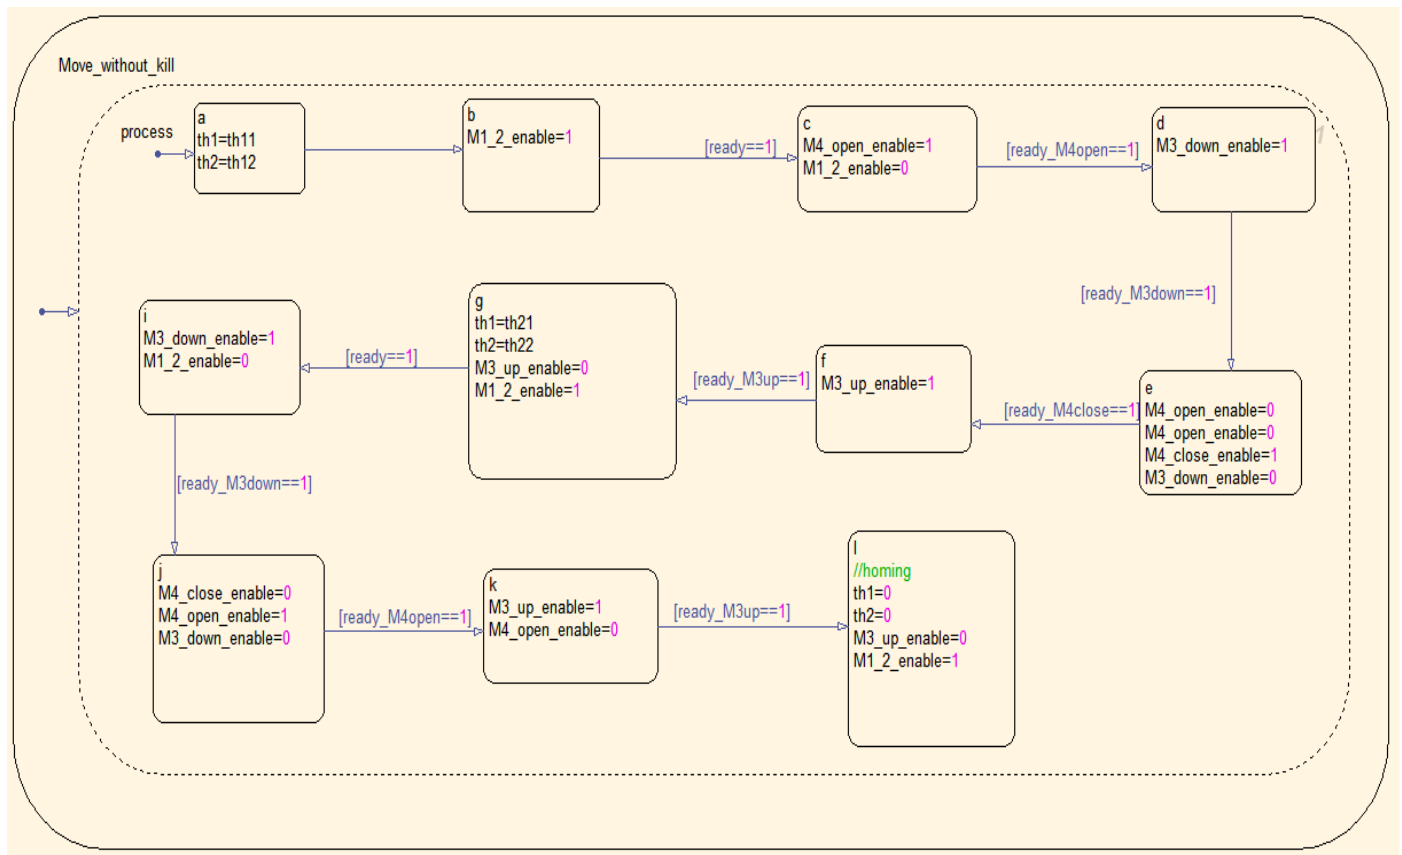 Move_without_kill
process
a
th1=th11
th2=th12
b
M1_2_enable=1
[ready==1]
c
M4_open_enable=1
M1_2_enable=0
[ready_M4open==1]
d
M3_down_enable=1
1
[ready_M3down==1]
e
M4_open_enable=0
M4_open_enable=0
M4_close_enable=1
M3_down_enable=0
[ready_M4close==1]
f
M3_up_enable=1
[ready_M3up==1]
g
th1=th21
th2=th22
M3_up_enable=0
M1_2_enable=1
[ready==1]
i
M3_down_enable=1
M1_2_enable=0
[ready_M3down==1]
j
M4_close_enable=0
M4_open_enable=1
M3_down_enable=0
[ready_M4open==1]
k
M3_up_enable=1
M4_open_enable=0
[ready_M3up==1]
l
//homing
th1=0
th2=0
M3_up_enable=0
M1_2_enable=1